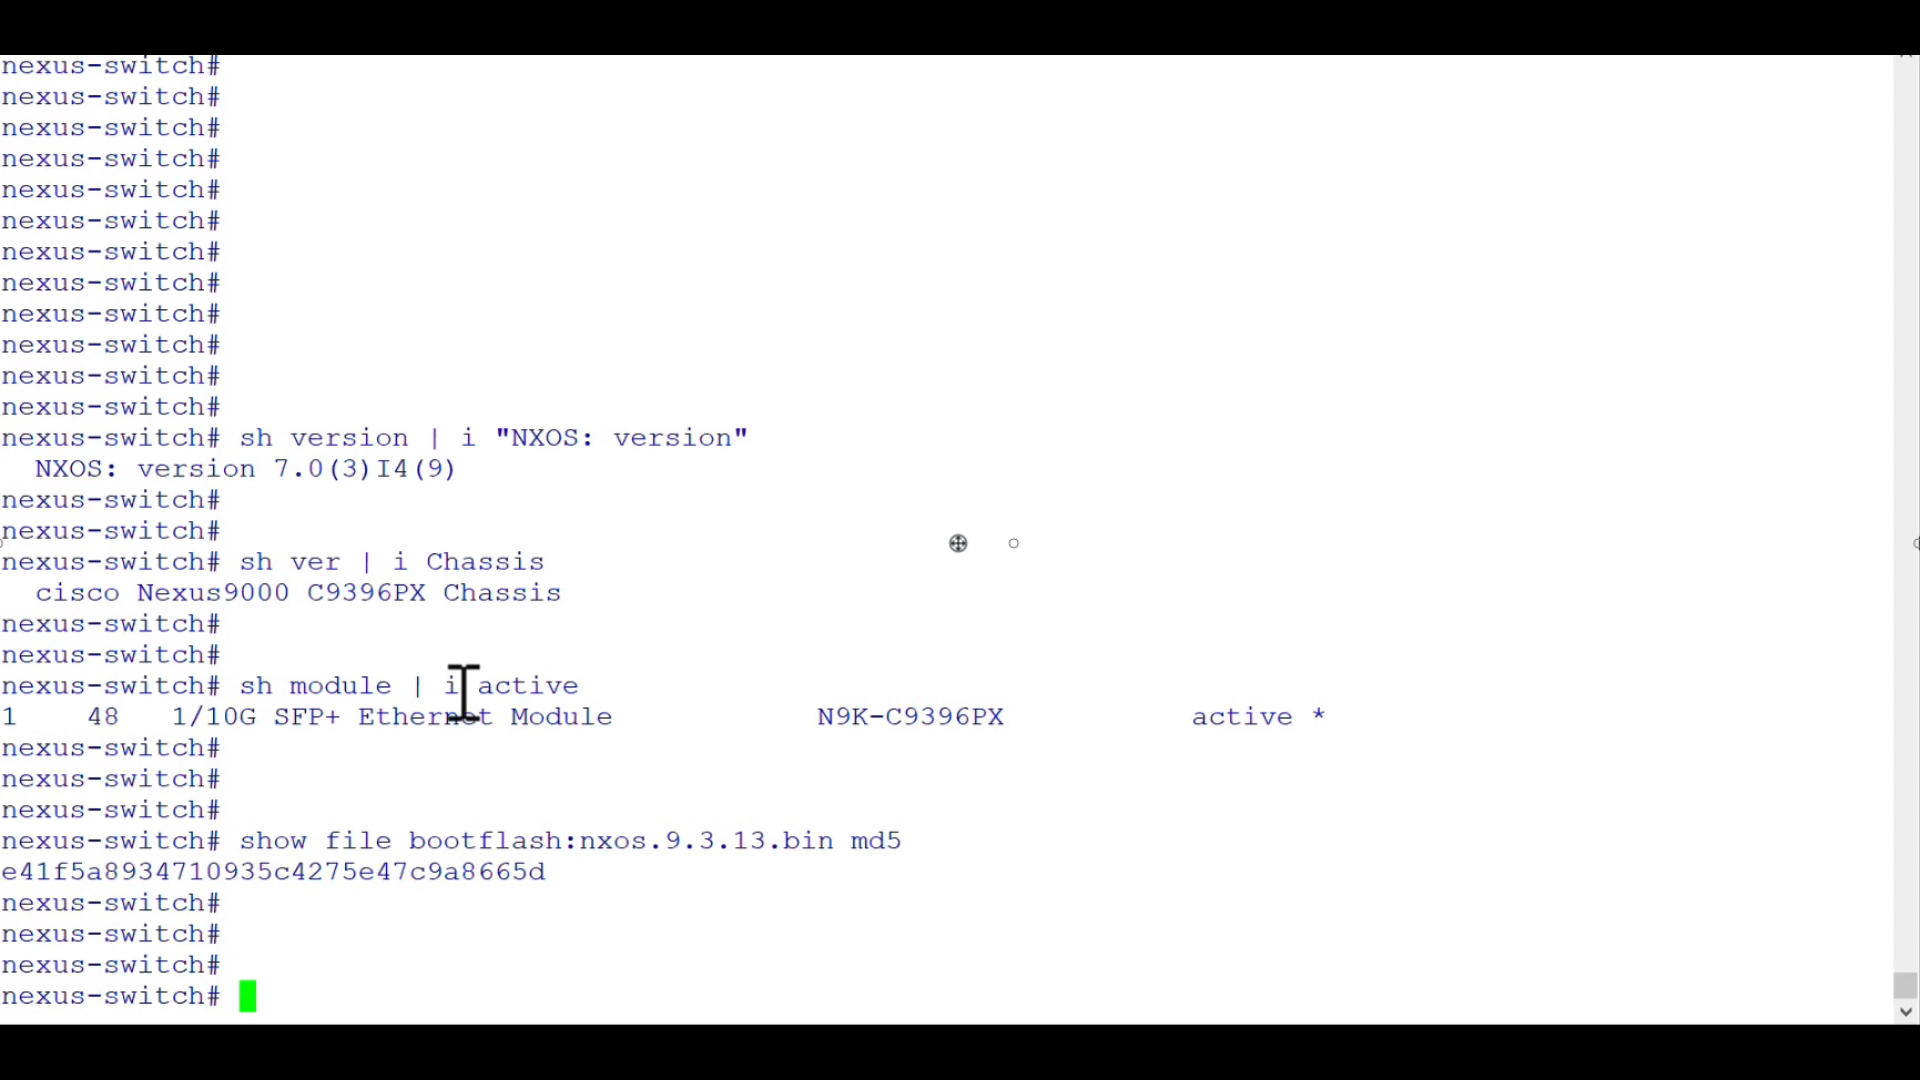 nexus-switch#
nexus-switch#
nexus-switch#
nexus-switch#
nexus-switch#
nexus-switch#
nexus-switch#
nexus-switch#
nexus-switch#
nexus-switch#
nexus-switch#
nexus-switch#
nexus-switch# sh version | i "NXOS: version"
  NXOS: version 7.0(3)I4(9)
nexus-switch#
nexus-switch#
nexus-switch# sh ver | i Chassis
  cisco Nexus9000 C9396PX Chassis
nexus-switch#
nexus-switch#
nexus-switch# sh module | i active
1    48   1/10G SFP+ Ethernet Module            N9K-C9396PX           active *
nexus-switch#
nexus-switch#
nexus-switch#
nexus-switch# show file bootflash:nxos.9.3.13.bin md5
e41f5a8934710935c4275e47c9a8665d
nexus-switch#
nexus-switch#
nexus-switch#
nexus-switch#